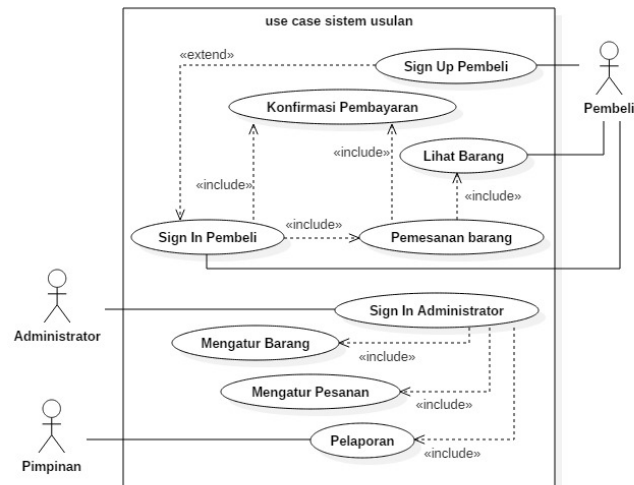 use case sistem usulan
«extend»
Sign Up Pembeli
Pembeli
Konfirmasi Pembayaran
«include»
Lihat Barang
«include»
«include»
«include»
Sign In Pembeli
Pemesanan barang
Administrator
Sign In Administrator
Mengatur Barang
«include»
Mengatur Pesanan
«include»
Pimpinan
Pelaporan
«include»